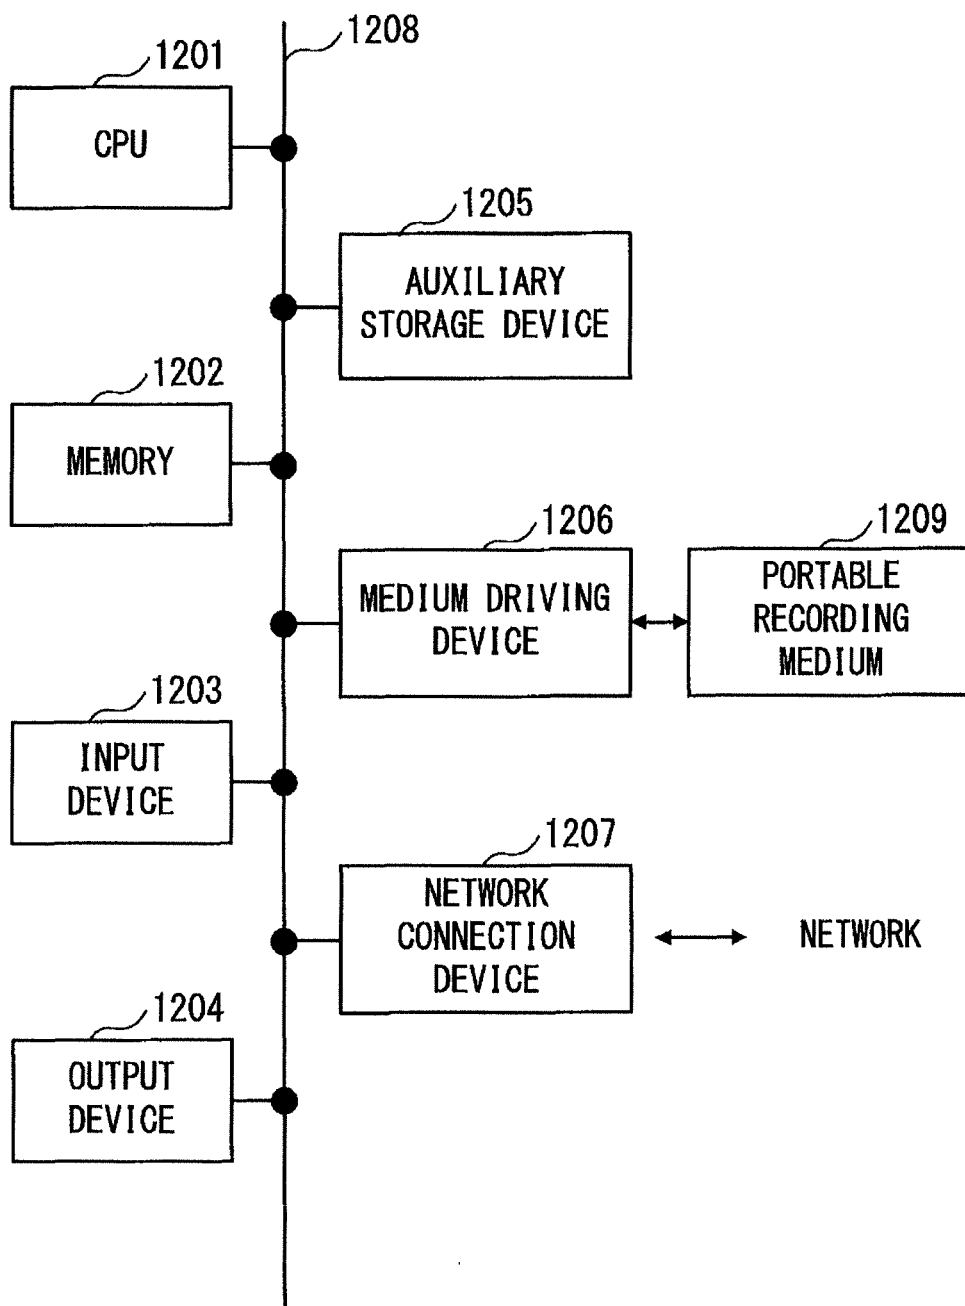 1208
1201
CPU
1205
AUXILIARY
STORAGE DEVICE
1202
MEMORY
1206
MEDIUM DRIVING
DEVICE
1209
PORTABLE
RECORDING
MEDIUM
1203
INPUT
DEVICE
1207
NETWORK
CONNECTION
DEVICE
NETWORK
1204
OUTPUT
DEVICE